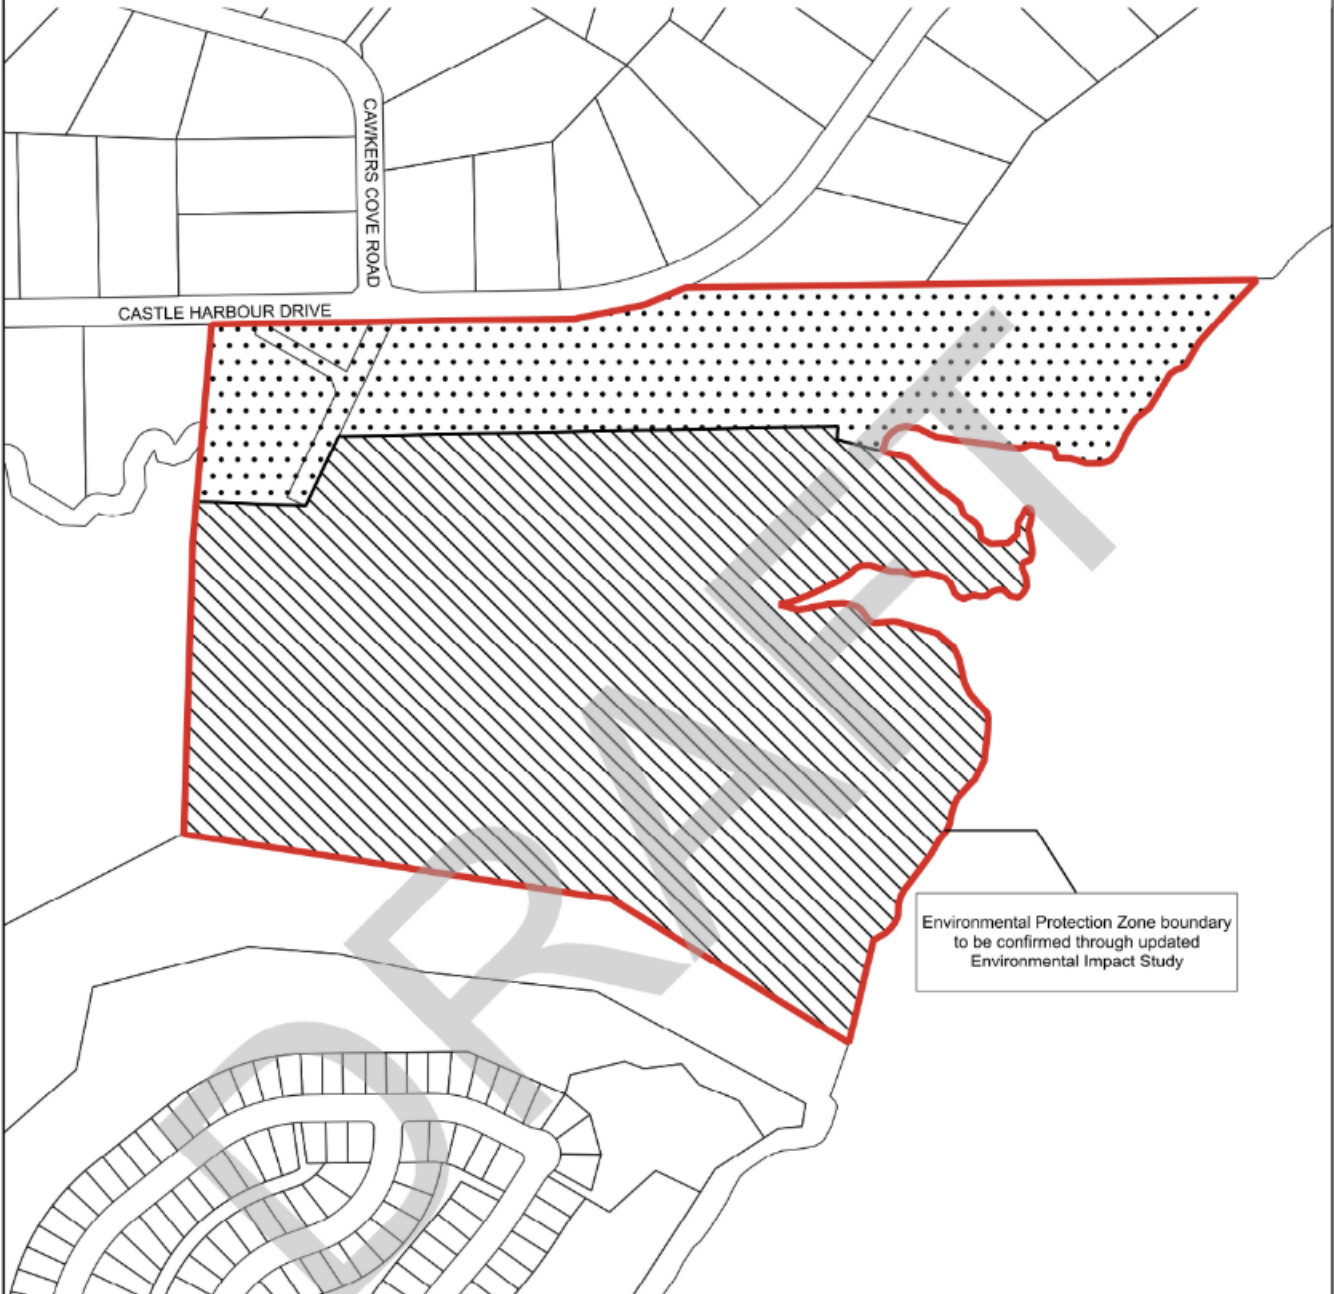 CAWKERS COVE ROAD
CASTLE HARBOUR DRIVE
DRAFT
Environmental Protection Zone boundary
to be confirmed through updated
Environmental Impact Study